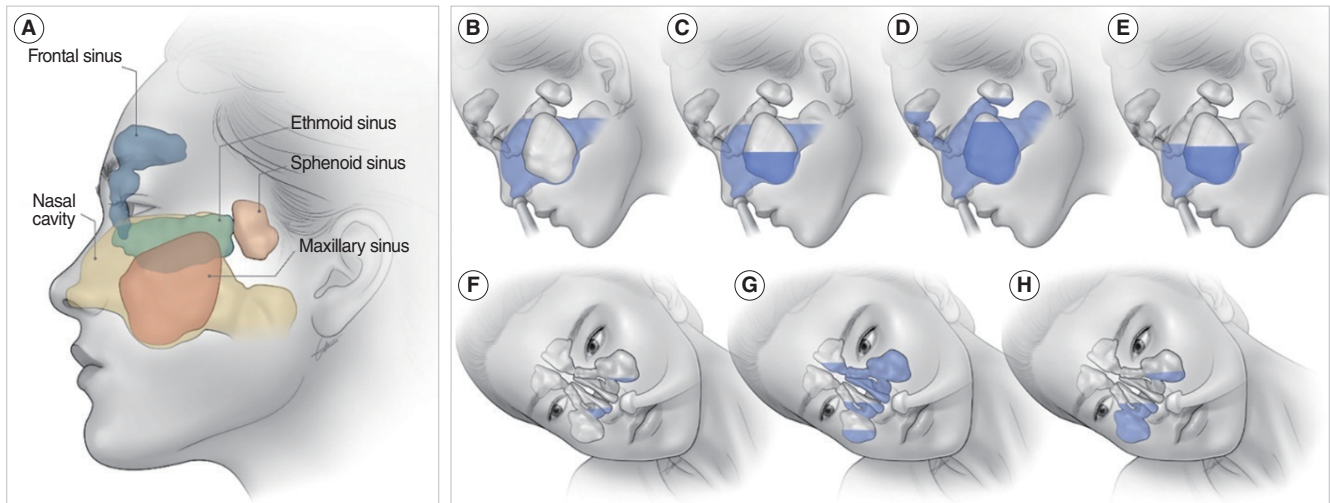 A
Frontal sinus
Ethmoid sinus
Sphenoid sinus
Nasal
cavity
Maxillary sinus
B
C
D
E
F
G
H